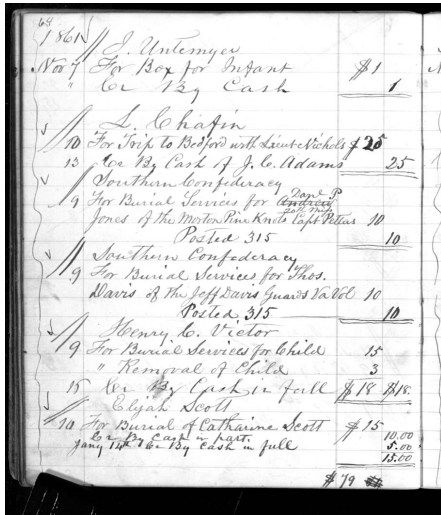 64
1861
J. Untemyer
Nov 7 For Box for Infant $1
" Cr By Cash 1
L. Chafin
10 For Trip to Bedford with Lieut Nichols $25
13 Cr By Cash of J. C. Adams 25
Southern Confederacy
9 For Burial Services for Andrew Danl P.
Jones of the Morton Pine Knots Capt Pettus 10
Posted 315 10
Southern Confederacy
9 For Burial Services for Thos.
Davis of the Jeff Davis Guards Va Vol 10
Posted 315 10
Henry C. Victor
9 For Burial Services for Child 15
" Removal of Child 3
15 Cr By Cash in full $18 $18
Elijah Scott
10 For Burial of Catharine Scott $15
Cr By Cash in part. 10.00
Jany 14th Cr By Cash in full 5.00
15.00
$79